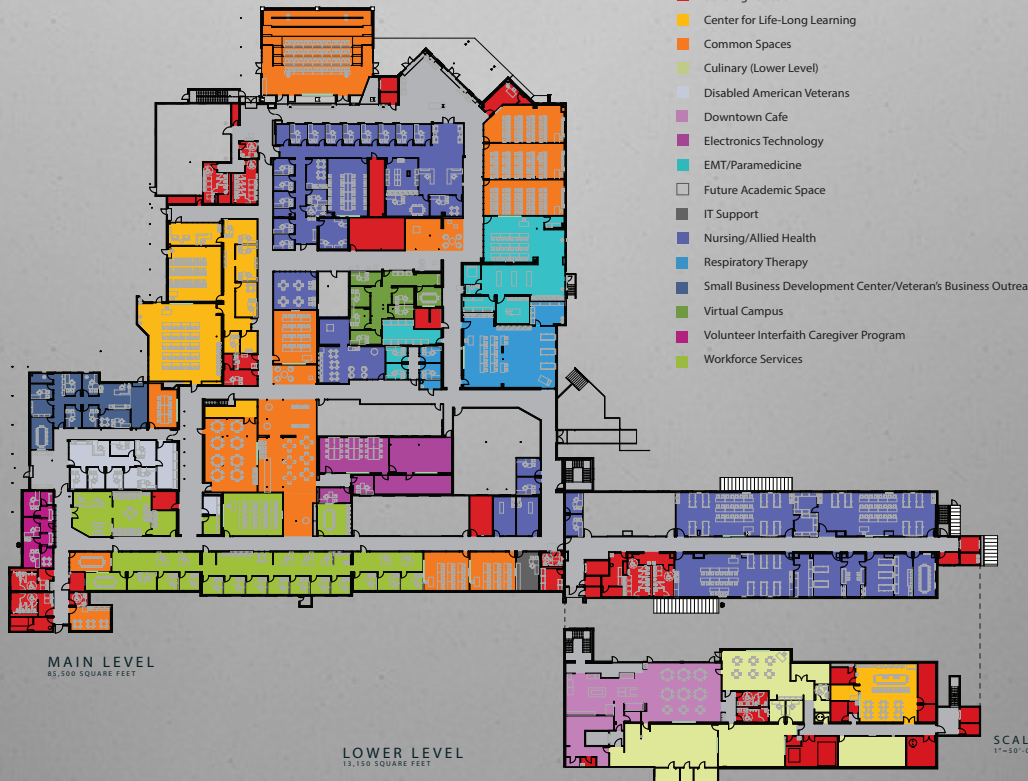 Center for Life-Long Learning
Common Spaces
Culinary (Lower Level)
Disabled American Veterans
Downtown Cafe
Electronics Technology
EMT/Paramedicine
Future Academic Space
IT Support
Nursing/Allied Health
Respiratory Therapy
Small Business Development Center/Veteran's Business Outrea
Virtual Campus
Volunteer Interfaith Caregiver Program
Workforce Services
MAIN LEVEL
85,500 SQUARE FEET
LOWER LEVEL
13,150 SQUARE FEET
SCAL